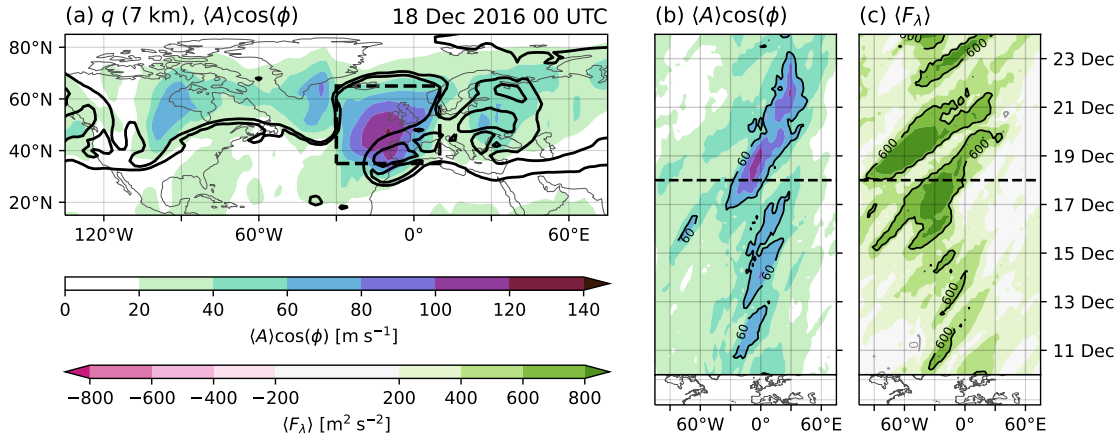 (a) q (7 km), ⟨A⟩cos(ϕ) 18 Dec 2016 00 UTC
80°N
60°N
40°N
20°N
120°W 60°W 0° 60°E
0 20 40 60 80 100 120 140
⟨A⟩cos(ϕ) [m s⁻¹]
−800 −600 −400 −200 200 400 600 800
⟨F_λ⟩ [m² s⁻²]
(b) ⟨A⟩cos(ϕ)
60
60
60
60
60°W 0° 60°E
(c) ⟨F_λ⟩
600
600
600
600
0
23 Dec
21 Dec
19 Dec
17 Dec
15 Dec
13 Dec
11 Dec
60°W 0° 60°E